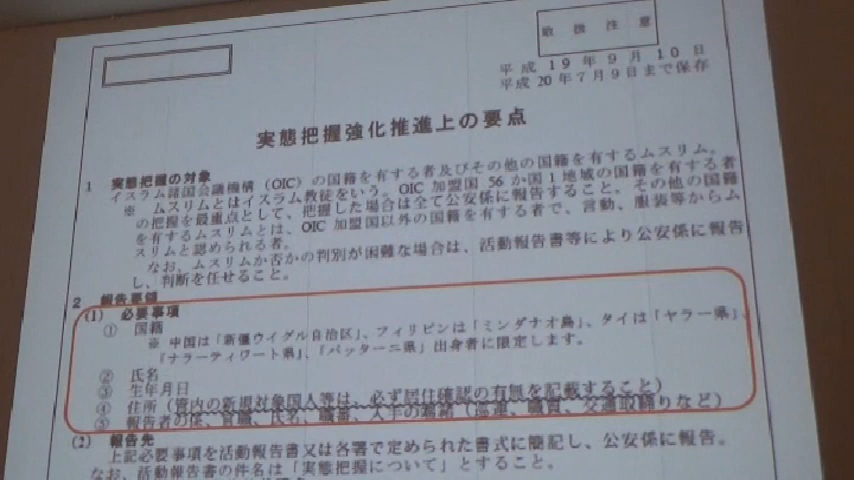 取扱注意
平成19年9月10日
平成20年7月9日まで保存
実態把握強化推進上の要点
1 実態把握の対象
イスラム諸国会議機構（OIC）の国籍を有する者及びその他の国籍を有するムスリム。
※ ムスリムとはイスラム教徒をいう。OIC 加盟国 56 か国 1 地域の国籍を有する者
の把握を最重点として、把握した場合は全て公安係に報告すること。その他の国籍
を有するムスリムとは、OIC 加盟国以外の国籍を有する者で、言動、服装等からム
スリムと認められる者。
なお、ムスリムか否かの判別が困難な場合は、活動報告書等により公安係に報告
し、判断を任せること。
2 報告要領
(1) 必要事項
① 国籍
※ 中国は「新疆ウイグル自治区」、フィリピンは「ミンダナオ島」、タイは「ヤラー県」、
「ナラーティワート県」、「パッターニ県」出身者に限定します。
② 氏名
③ 生年月日
④ 住所（管内の新規対象国人等は、必ず居住確認の有無を記載すること）
⑤ 報告者の係、官職、氏名、職番、入手の端緒（巡連、職質、交通取締りなど）
(2) 報告先
上記必要事項を活動報告書又は各署で定められた書式に簡記し、公安係に報告。
なお、活動報告書の件名は「実態把握について」とすること。